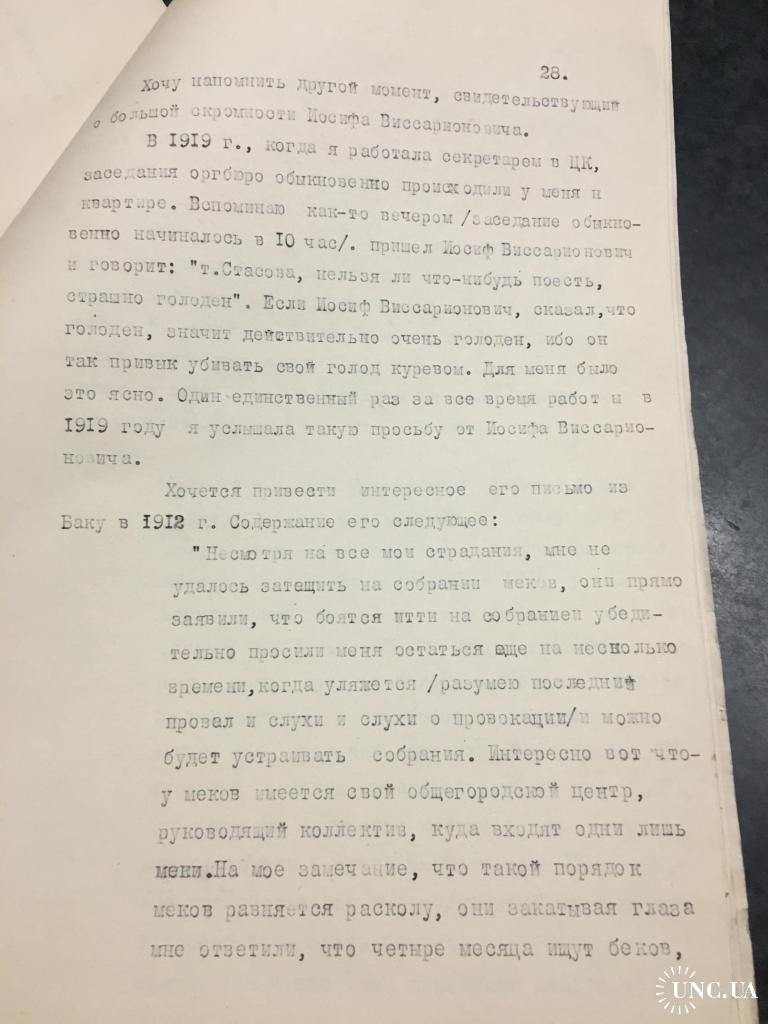 28.
Хочу напомнить другой момент, свидетельствующий
о большой скромности Иосифа Виссарионовича.
В 1919 г., когда я работала секретарем в ЦК,
заседания оргбюро обыкновенно происходили у меня н
квартире. Вспоминаю как-то вечером /заседание обыкно-
венно начиналось в 10 час/. пришел Иосиф Виссарионович
и говорит: "т.Стасова, нельзя ли что-нибудь поесть,
страшно голоден". Если Иосиф Виссарионович, сказал,что
голоден, значит действительно очень голоден, ибо он
так привык убивать свой голод куревом. Для меня было
это ясно. Один единственный раз за все время работ ы в
1919 году я услышала такую просьбу от Иосифа Виссарио-
новича.
Хочется привести интересное его письмо из
Баку в 1912 г. Содержание его следующее:
"Несмотря на все мои страдания, мне не
удалось затещить на собрании меков, они прямо
заявили, что боятся итти на собраниеи убеди-
тельно просили меня остаться еще на несколько
времени,когда уляжется /разумею последний
провал и слухи и слухи о провокации/и можно
будет устраивать собрания. Интересно вот что-
у меков имеется свой общегородской центр,
руководящий коллектив, куда входят одни лишь
меки.На мое замечание, что такой порядок
меков равняется расколу, они закатывая глаза
мне ответили, что четыре месяца ищут беков,
UNC.UA